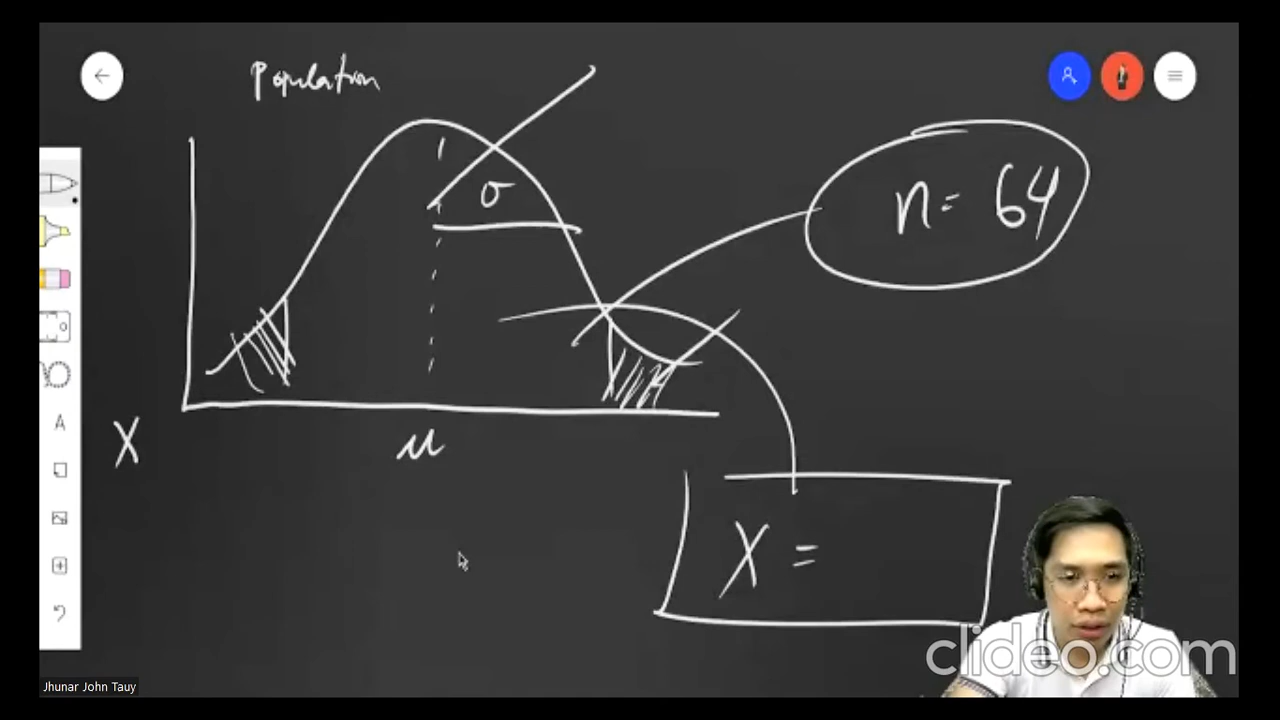 Population
σ
n = 64
X
μ
X =
A
clideo.com
Jhunar John Tauy